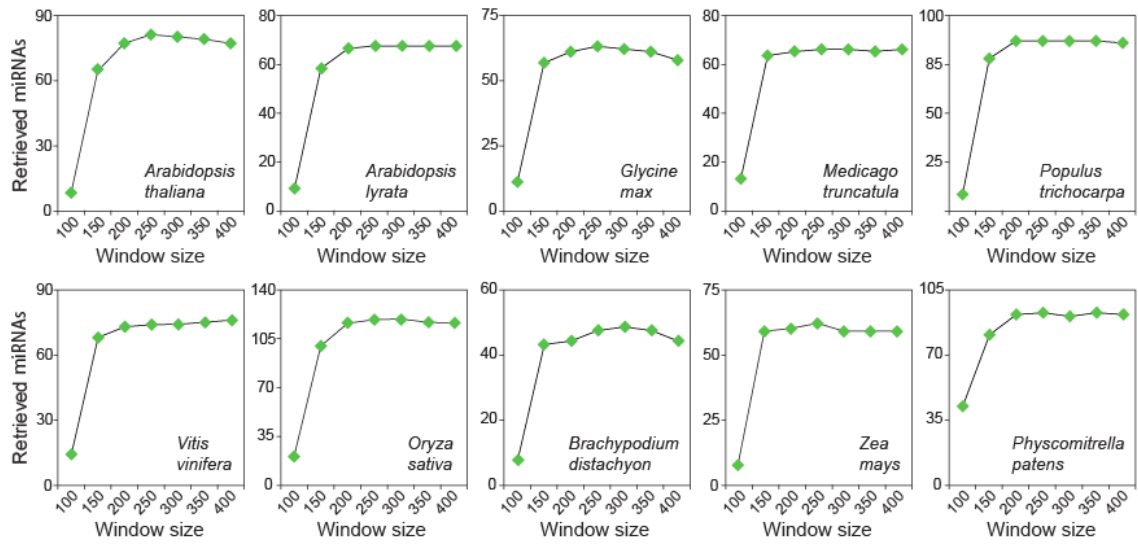 90
60
30
0
Retrieved miRNAs
Arabidopsis
thaliana
100 150 200 250 300 350 400
Window size
80
60
40
20
0
Arabidopsis
lyrata
100 150 200 250 300 350 400
Window size
75
50
25
0
Glycine
max
100 150 200 250 300 350 400
Window size
80
60
40
20
0
Medicago
truncatula
100 150 200 250 300 350 400
Window size
100
85
50
25
Populus
trichocarpa
100 150 200 250 300 350 400
Window size
90
60
30
0
Retrieved miRNAs
Vitis
vinifera
100 150 200 250 300 350 400
Window size
140
105
70
35
0
Oryza
sativa
100 150 200 250 300 350 400
Window size
60
40
20
0
Brachypodium
distachyon
100 150 200 250 300 350 400
Window size
75
50
25
0
Zea
mays
100 150 200 250 300 350 400
Window size
105
70
35
0
Physcomitrella
patens
100 150 200 250 300 350 400
Window size